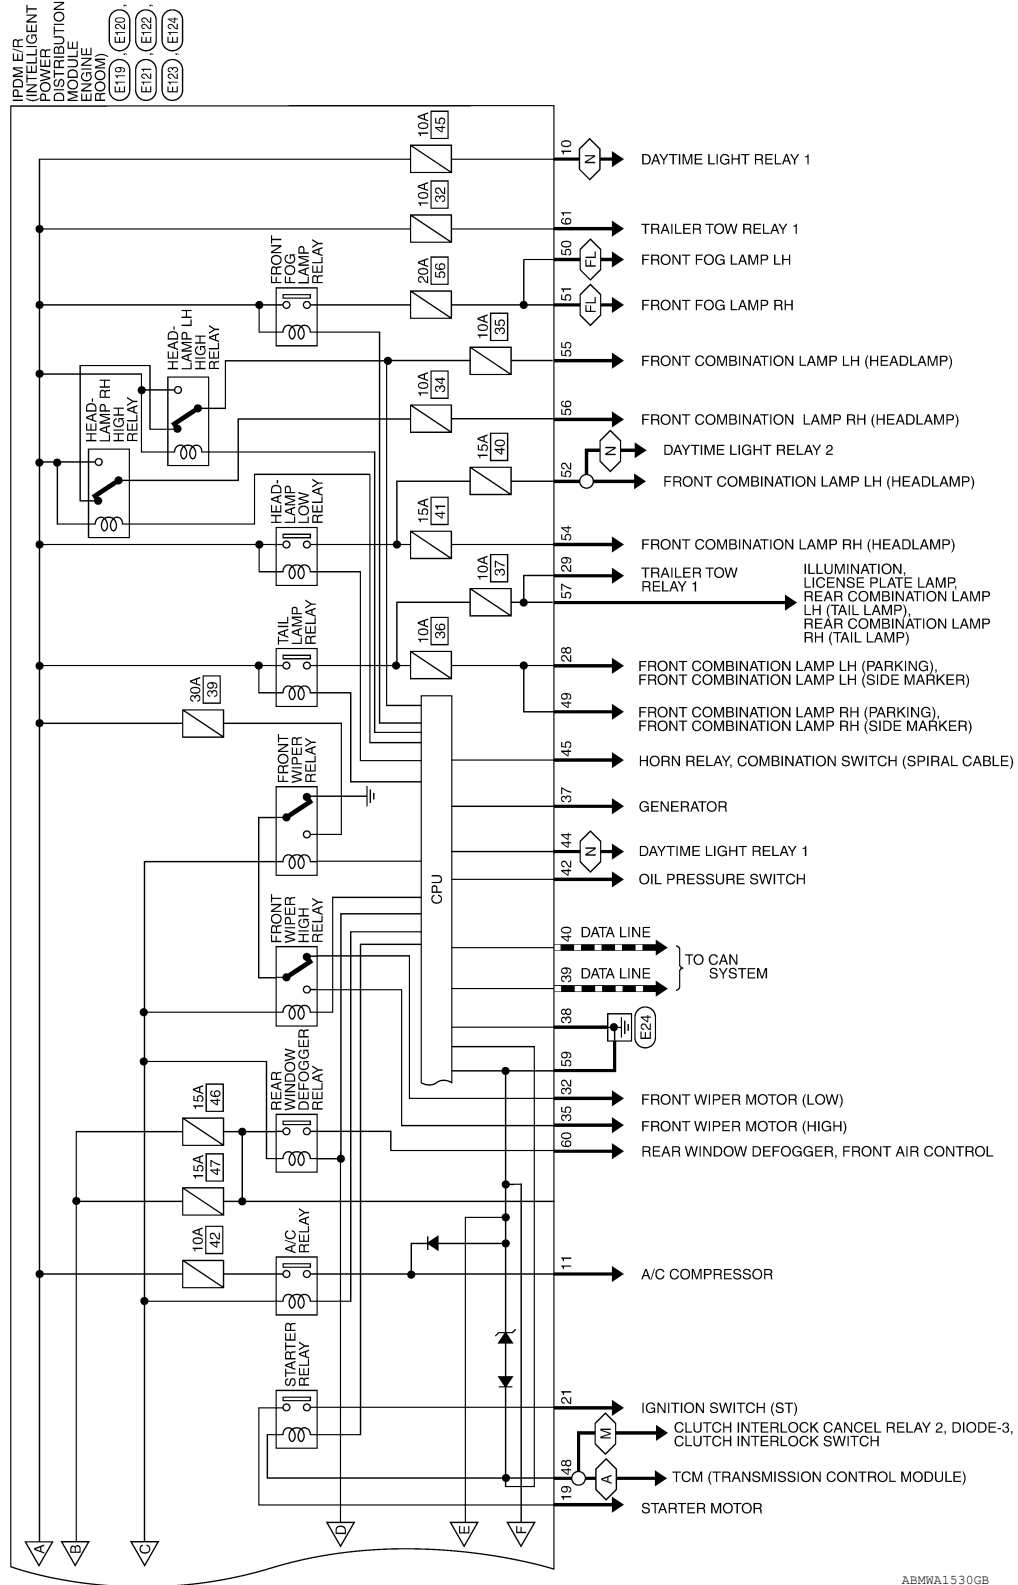 IPDM E/R
(INTELLIGENT
POWER
DISTRIBUTION
MODULE
ENGINE
ROOM)
E119 , E120 ,
E121 , E122 ,
E123 , E124
10A
45
10
N
DAYTIME LIGHT RELAY 1
10A
32
61
TRAILER TOW RELAY 1
FRONT
FOG
LAMP
RELAY
20A
56
50
FL
FRONT FOG LAMP LH
51
FL
FRONT FOG LAMP RH
HEAD-
LAMP LH
HIGH
RELAY
10A
35
55
FRONT COMBINATION LAMP LH (HEADLAMP)
HEAD-
LAMP RH
HIGH
RELAY
10A
34
56
FRONT COMBINATION LAMP RH (HEADLAMP)
15A
40
52
N
DAYTIME LIGHT RELAY 2
FRONT COMBINATION LAMP LH (HEADLAMP)
HEAD-
LAMP
LOW
RELAY
15A
41
54
FRONT COMBINATION LAMP RH (HEADLAMP)
10A
37
29
TRAILER TOW
RELAY 1
57
ILLUMINATION,
LICENSE PLATE LAMP,
REAR COMBINATION LAMP
LH (TAIL LAMP),
REAR COMBINATION LAMP
RH (TAIL LAMP)
TAIL
LAMP
RELAY
10A
36
28
FRONT COMBINATION LAMP LH (PARKING),
FRONT COMBINATION LAMP LH (SIDE MARKER)
30A
39
49
FRONT COMBINATION LAMP RH (PARKING),
FRONT COMBINATION LAMP RH (SIDE MARKER)
FRONT
WIPER
RELAY
45
HORN RELAY, COMBINATION SWITCH (SPIRAL CABLE)
37
GENERATOR
44
N
DAYTIME LIGHT RELAY 1
CPU
42
OIL PRESSURE SWITCH
FRONT
WIPER
HIGH
RELAY
40
DATA LINE
39
DATA LINE
TO CAN
SYSTEM
38
E24
59
REAR
WINDOW
DEFOGGER
RELAY
15A
46
32
FRONT WIPER MOTOR (LOW)
35
FRONT WIPER MOTOR (HIGH)
60
REAR WINDOW DEFOGGER, FRONT AIR CONTROL
15A
47
10A
42
A/C
RELAY
11
A/C COMPRESSOR
STARTER
RELAY
21
IGNITION SWITCH (ST)
M
CLUTCH INTERLOCK CANCEL RELAY 2, DIODE-3,
CLUTCH INTERLOCK SWITCH
48
A
TCM (TRANSMISSION CONTROL MODULE)
19
STARTER MOTOR
A
B
C
D
E
F
ABMWA1530GB